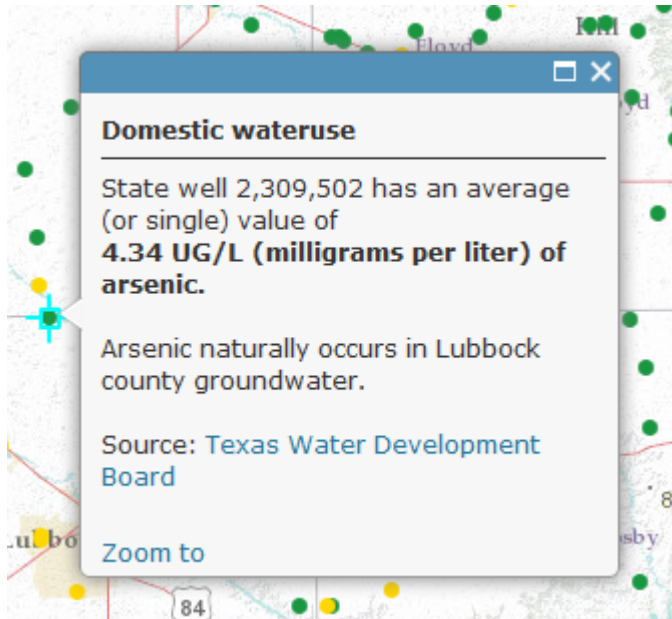 Floyd
Domestic wateruse
State well 2,309,502 has an average
(or single) value of
4.34 UG/L (milligrams per liter) of
arsenic.
Arsenic naturally occurs in Lubbock
county groundwater.
Source: Texas Water Development
Board
Zoom to
84
8